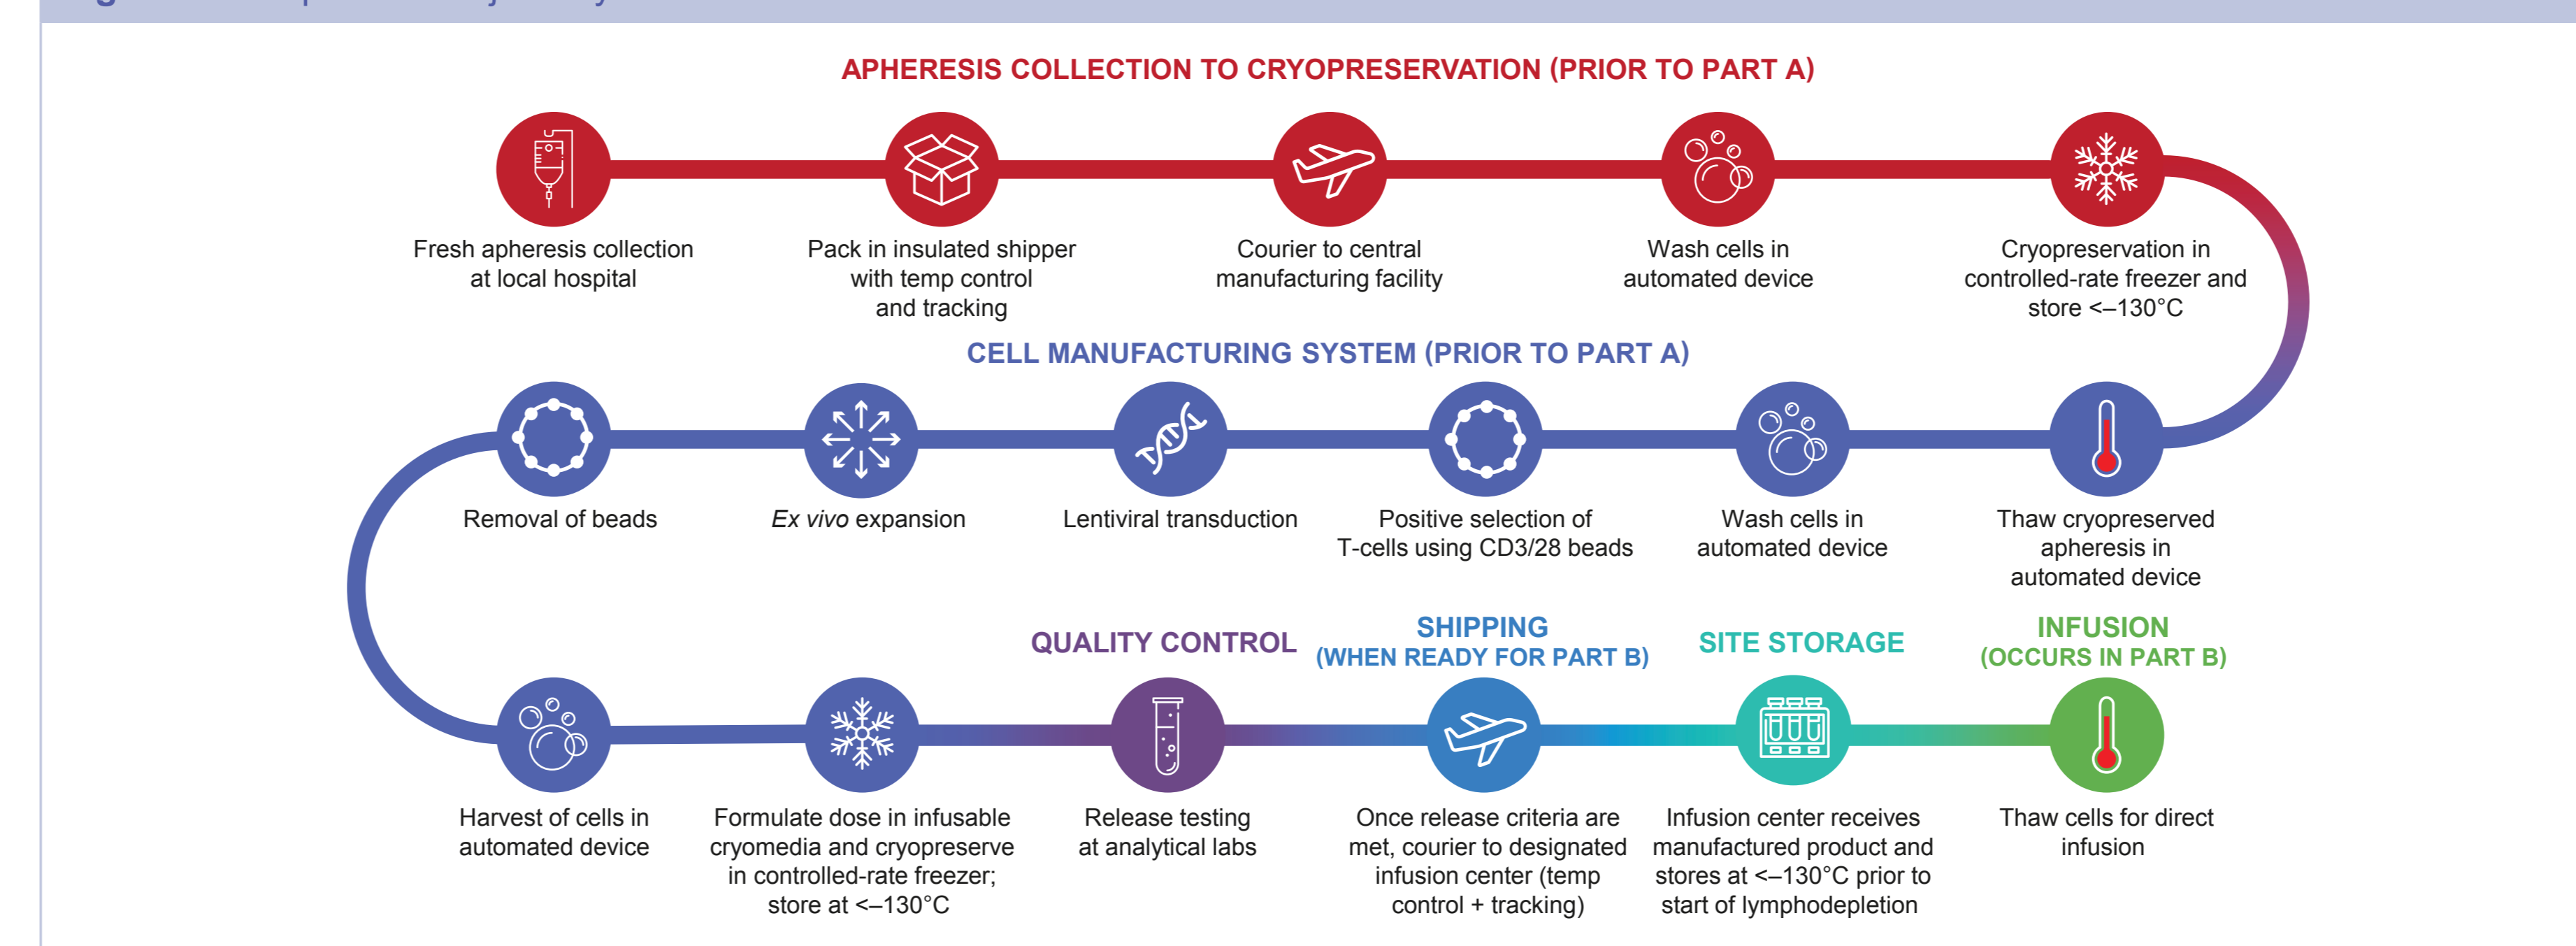 APHERESIS COLLECTION TO CRYOPRESERVATION (PRIOR TO PART A)
Fresh apheresis collection
at local hospital
Pack in insulated shipper
with temp control
and tracking
Courier to central
manufacturing facility
Wash cells in
automated device
Cryopreservation in
controlled-rate freezer and
store <–130°C
CELL MANUFACTURING SYSTEM (PRIOR TO PART A)
Removal of beads
Ex vivo expansion
Lentiviral transduction
Positive selection of
T-cells using CD3/28 beads
Wash cells in
automated device
Thaw cryopreserved
apheresis in
automated device
QUALITY CONTROL
SHIPPING
(WHEN READY FOR PART B)
SITE STORAGE
INFUSION
(OCCURS IN PART B)
Harvest of cells in
automated device
Formulate dose in infusable
cryomedia and cryopreserve
in controlled-rate freezer;
store at <–130°C
Release testing
at analytical labs
Once release criteria are
met, courier to designated
infusion center (temp
control + tracking)
Infusion center receives
manufactured product and
stores at <–130°C prior to
start of lymphodepletion
Thaw cells for direct
infusion